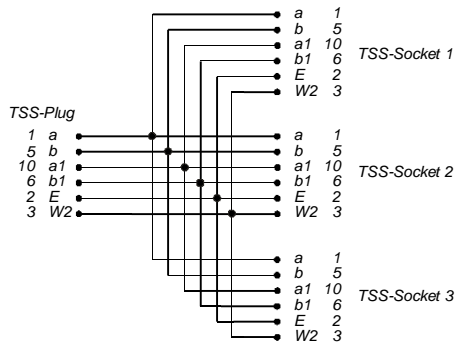 a 1
b 5
a1 10
b1 6
E 2
W2 3
TSS-Socket 1
TSS-Plug
1 a
5 b
10 a1
6 b1
2 E
3 W2
a 1
b 5
a1 10
b1 6
E 2
W2 3
TSS-Socket 2
a 1
b 5
a1 10
b1 6
E 2
W2 3
TSS-Socket 3